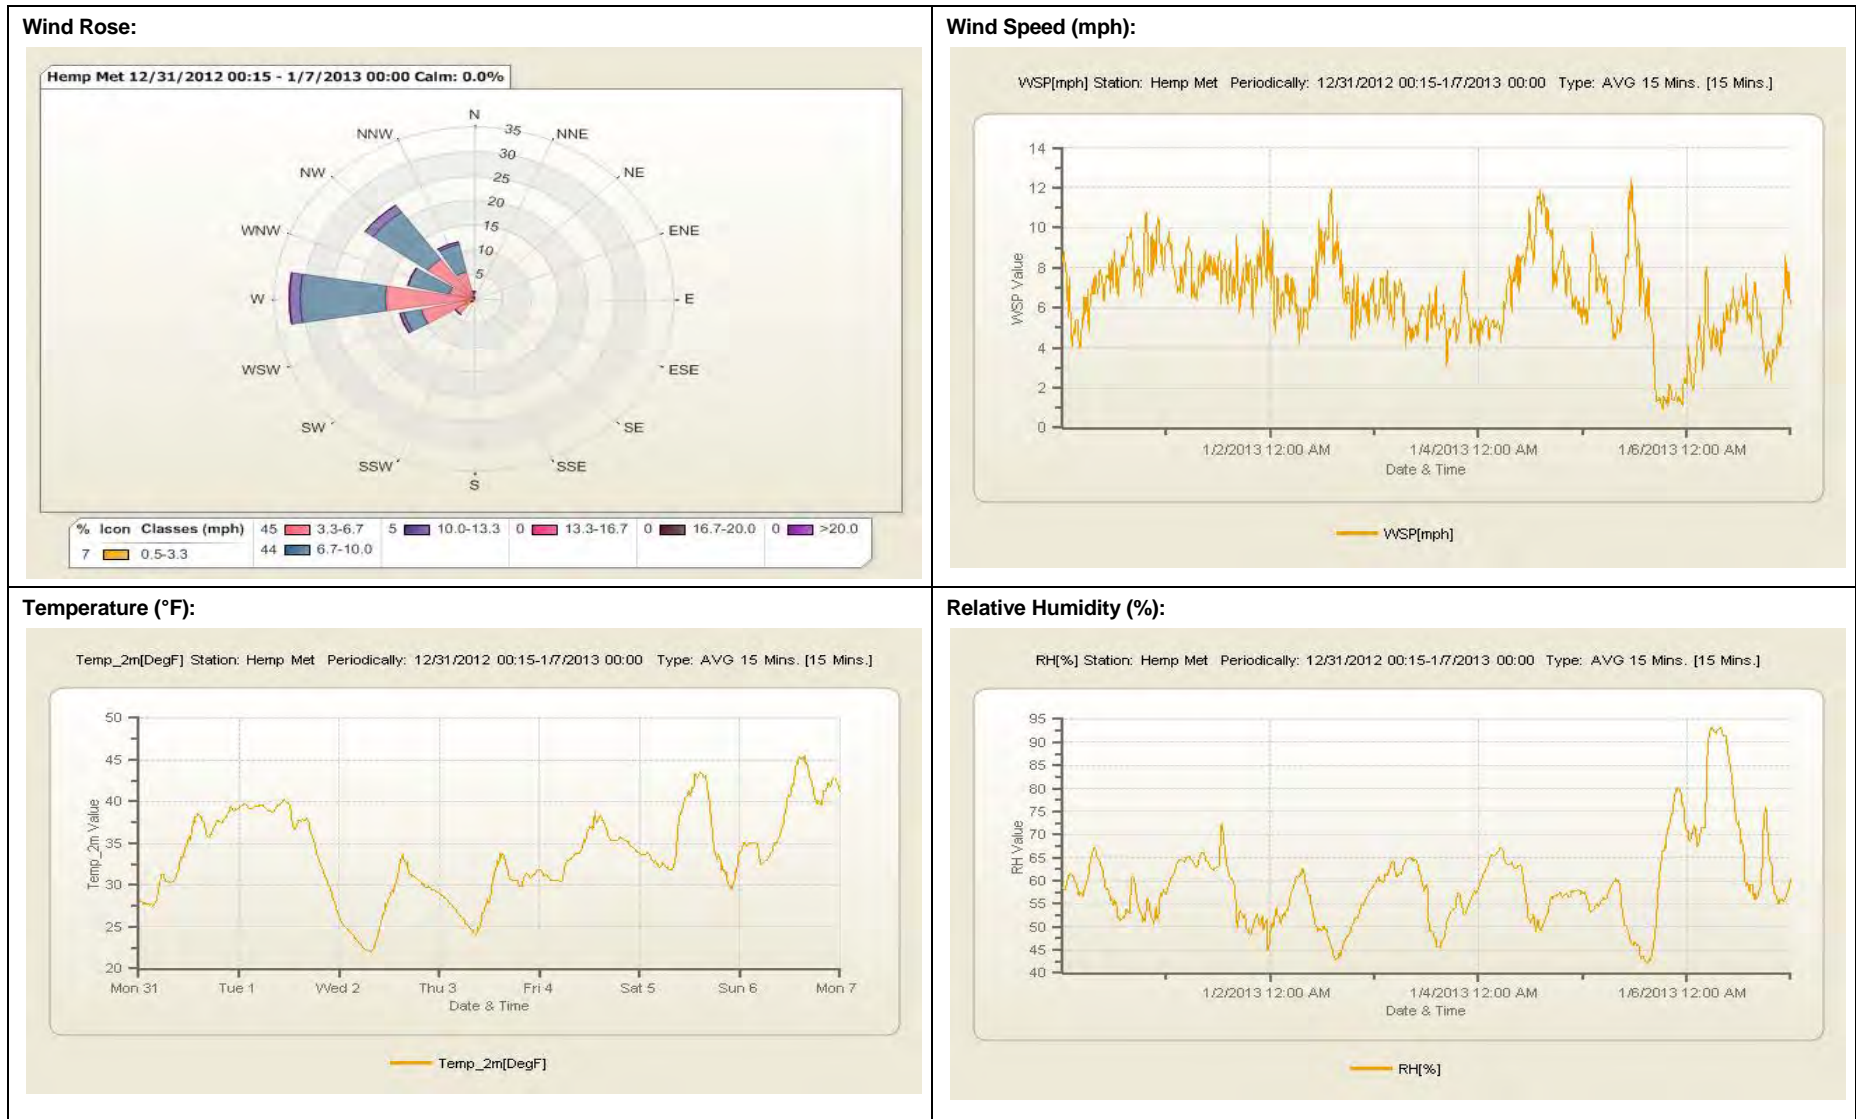 Wind Rose:
Hemp Met 12/31/2012 00:15 - 1/7/2013 00:00 Calm: 0.0%
N
NNW
35
NNE
30
NW
25
NE
20
WNW
15
ENE
10
5
W
E
WSW
ESE
SW
SE
SSW
SSE
S
% Icon Classes (mph) 45 3.3-6.7 5 10.0-13.3 0 13.3-16.7 0 16.7-20.0 0 >20.0
7 0.5-3.3 44 6.7-10.0
Wind Speed (mph):
WSP[mph] Station: Hemp Met Periodically: 12/31/2012 00:15-1/7/2013 00:00 Type: AVG 15 Mins. [15 Mins.]
14
12
10
8
6
4
2
0
WSP Value
1/2/2013 12:00 AM 1/4/2013 12:00 AM 1/6/2013 12:00 AM
Date & Time
WSP[mph]
Temperature (°F):
Temp_2m[DegF] Station: Hemp Met Periodically: 12/31/2012 00:15-1/7/2013 00:00 Type: AVG 15 Mins. [15 Mins.]
50
45
40
35
30
25
20
Temp_2m Value
Mon 31 Tue 1 Wed 2 Thu 3 Fri 4 Sat 5 Sun 6 Mon 7
Date & Time
Temp_2m[DegF]
Relative Humidity (%):
RH[%] Station: Hemp Met Periodically: 12/31/2012 00:15-1/7/2013 00:00 Type: AVG 15 Mins. [15 Mins.]
95
90
85
80
75
70
65
60
55
50
45
40
RH Value
1/2/2013 12:00 AM 1/4/2013 12:00 AM 1/6/2013 12:00 AM
Date & Time
RH[%]